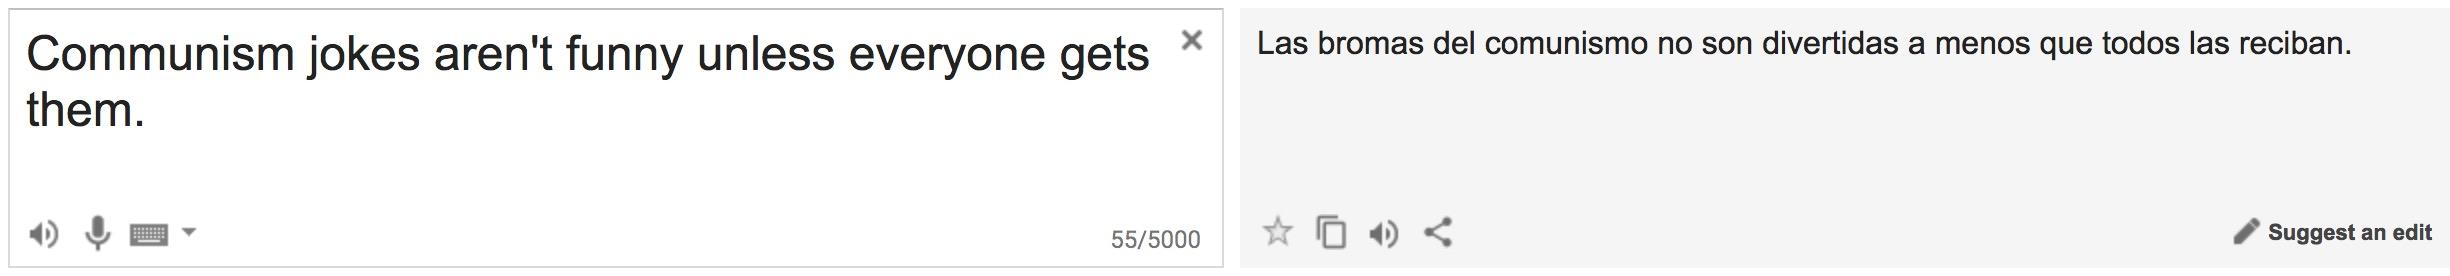 Communism jokes aren't funny unless everyone gets
them.
55/5000
Las bromas del comunismo no son divertidas a menos que todos las reciban.
Suggest an edit